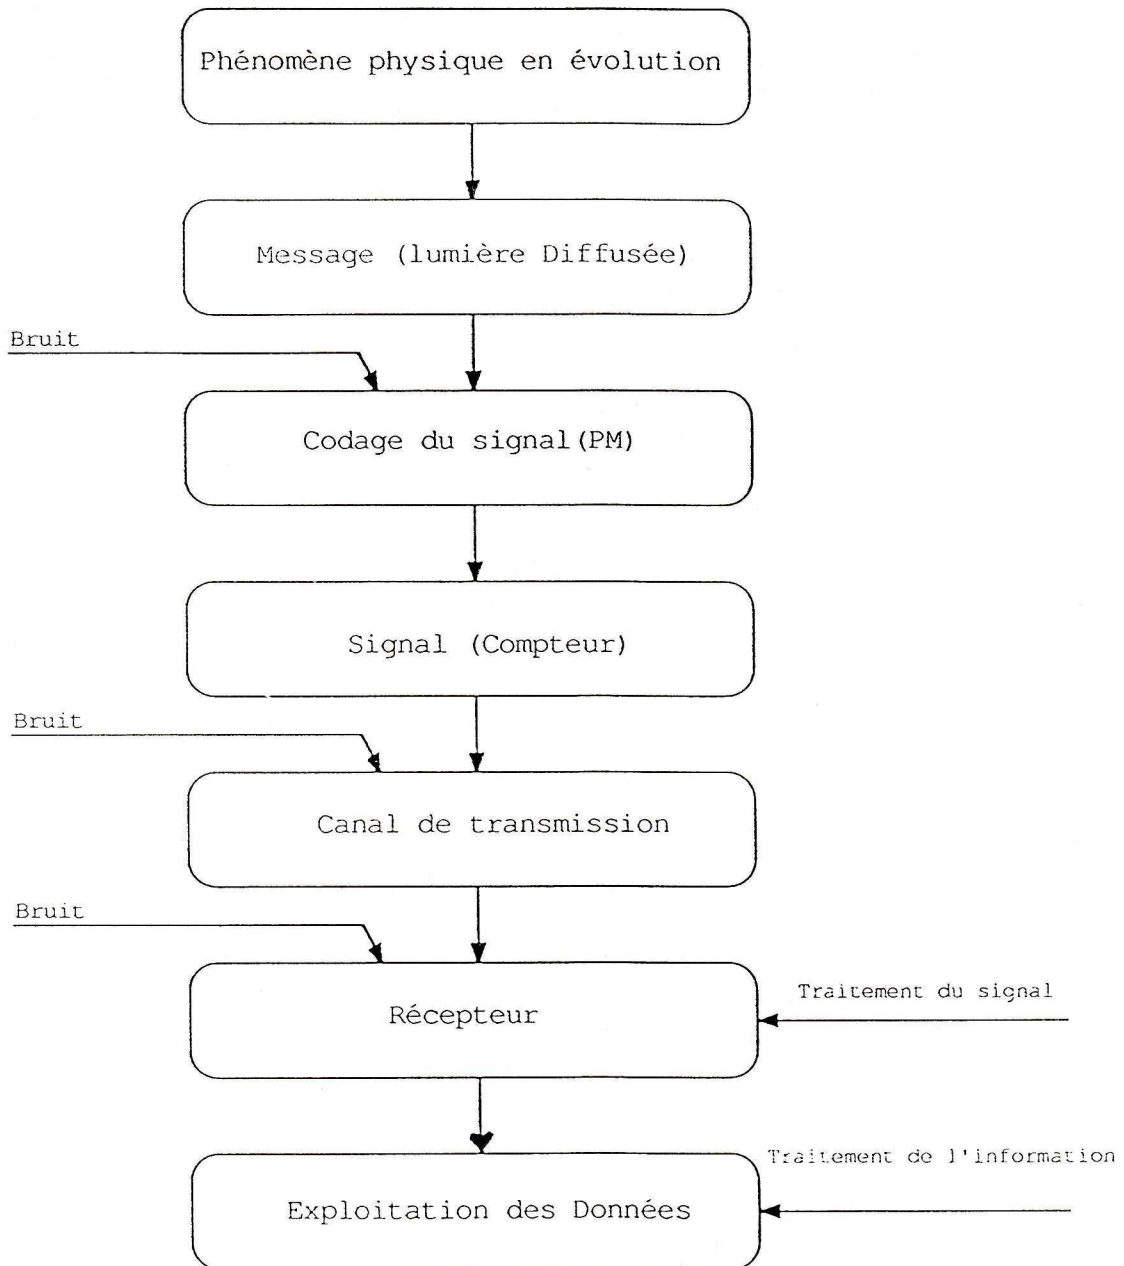 Phénomène physique en évolution
Message (lumière Diffusée)
Bruit
Codage du signal(PM)
Signal (Compteur)
Bruit
Canal de transmission
Bruit
Traitement du signal
Récepteur
Traitement de l'information
Exploitation des Données